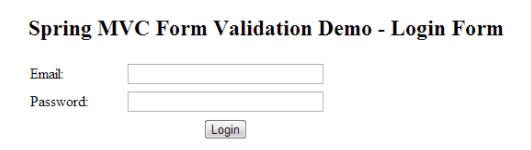 Spring MVC Form Validation Demo - Login Form
Email:
Password:
Login